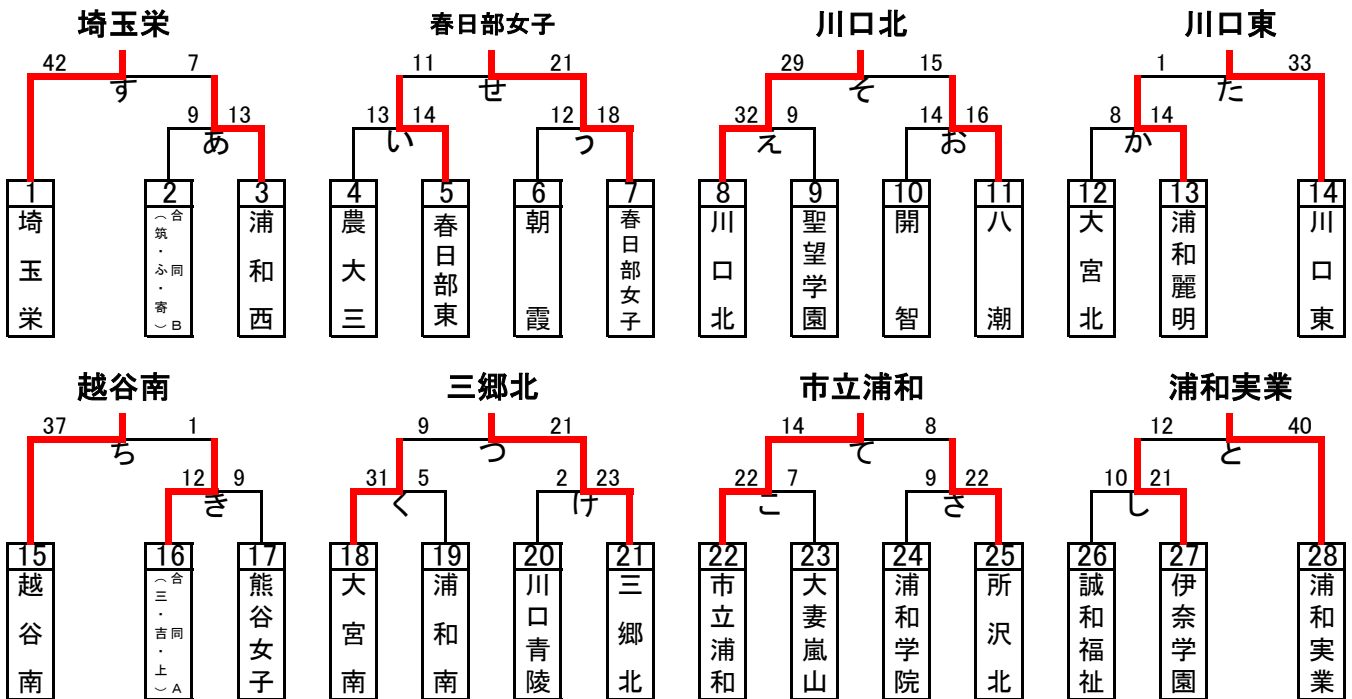 埼玉栄 春日部女子 川口北 川口東
42 7 11 21 29 15 1 33
す せ そ た
9 13 13 14 12 18 32 9 14 16 8 14
あ い う え お か
1 2 3 4 5 6 7 8 9 10 11 12 13 14
埼玉栄
合同B
（筑・ふ・寄）
浦和西
農大三
春日部東
朝霞
春日部女子
川口北
聖望学園
開智
八潮
大宮北
浦和麗明
川口東
越谷南 三郷北 市立浦和 浦和実業
37 1 9 21 14 8 12 40
ち つ て と
12 9 31 5 2 23 22 7 9 22 10 21
き く け こ さ し
15 16 17 18 19 20 21 22 23 24 25 26 27 28
越谷南
合同A
（三・吉・上）
熊谷女子
大宮南
浦和南
川口青陵
三郷北
市立浦和
大妻嵐山
浦和学院
所沢北
誠和福祉
伊奈学園
浦和実業